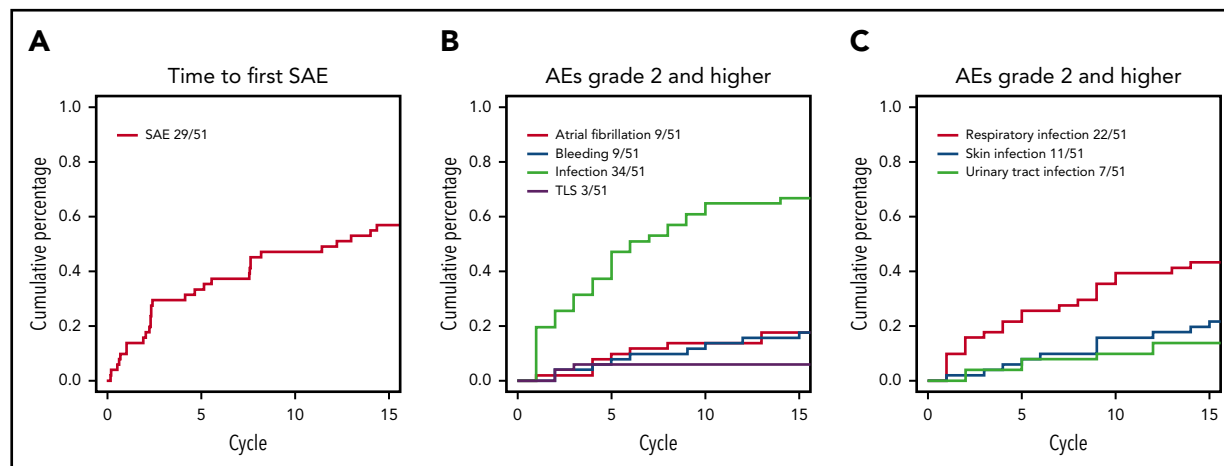 A
Time to first SAE
1.0
0.8
0.6
0.4
0.2
0.0
Cumulative percentage
SAE 29/51
0 5 10 15
Cycle
B
AEs grade 2 and higher
1.0
0.8
0.6
0.4
0.2
0.0
Cumulative percentage
Atrial fibrillation 9/51
Bleeding 9/51
Infection 34/51
TLS 3/51
0 5 10 15
Cycle
C
AEs grade 2 and higher
1.0
0.8
0.6
0.4
0.2
0.0
Cumulative percentage
Respiratory infection 22/51
Skin infection 11/51
Urinary tract infection 7/51
0 5 10 15
Cycle